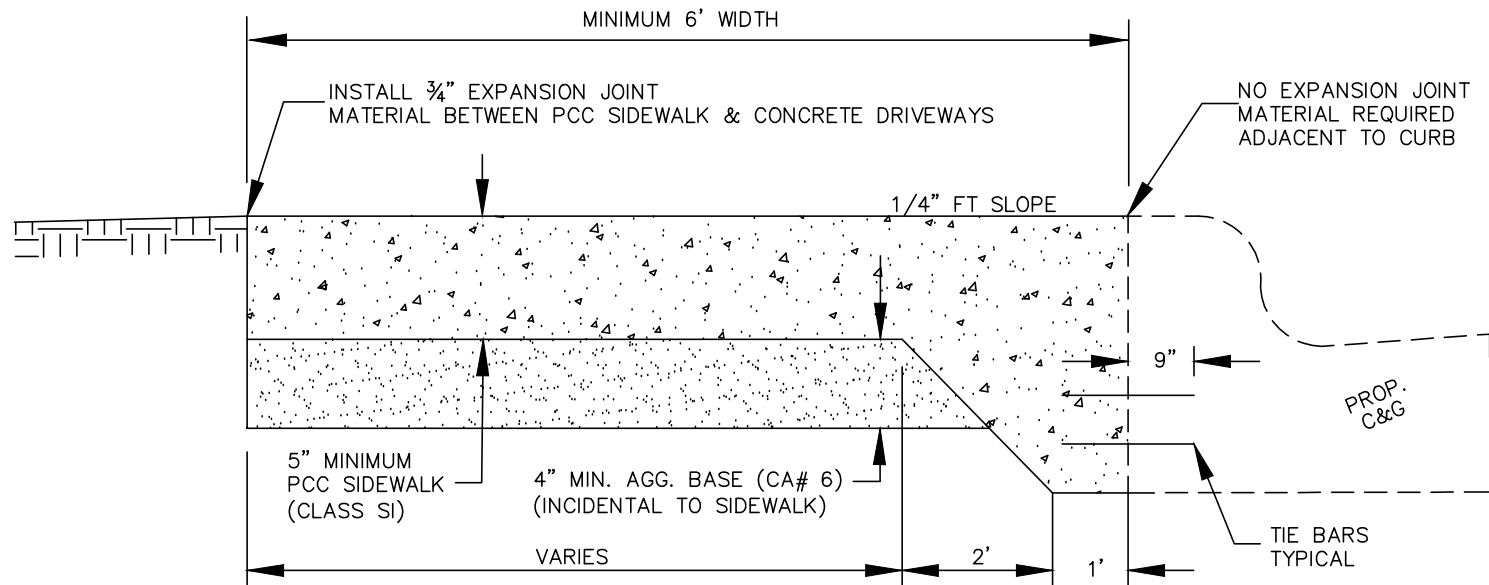 MINIMUM 6' WIDTH
INSTALL ¾" EXPANSION JOINT
MATERIAL BETWEEN PCC SIDEWALK & CONCRETE DRIVEWAYS
NO EXPANSION JOINT
MATERIAL REQUIRED
ADJACENT TO CURB
1/4" FT SLOPE
9"
PROP.
C&G
5" MINIMUM
PCC SIDEWALK
(CLASS SI)
4" MIN. AGG. BASE (CA# 6)
(INCIDENTAL TO SIDEWALK)
TIE BARS
TYPICAL
VARIES
2'
1'